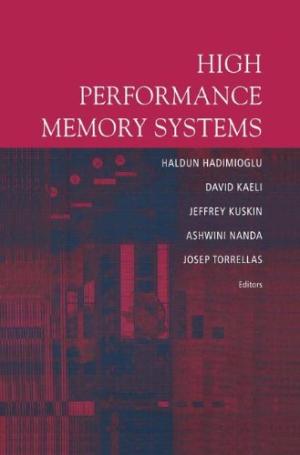 HIGH
PERFORMANCE
MEMORY SYSTEMS
HALDUN HADIMIOGLU
DAVID KAELI
JEFFREY KUSKIN
ASHWINI NANDA
JOSEP TORRELLAS
Editors